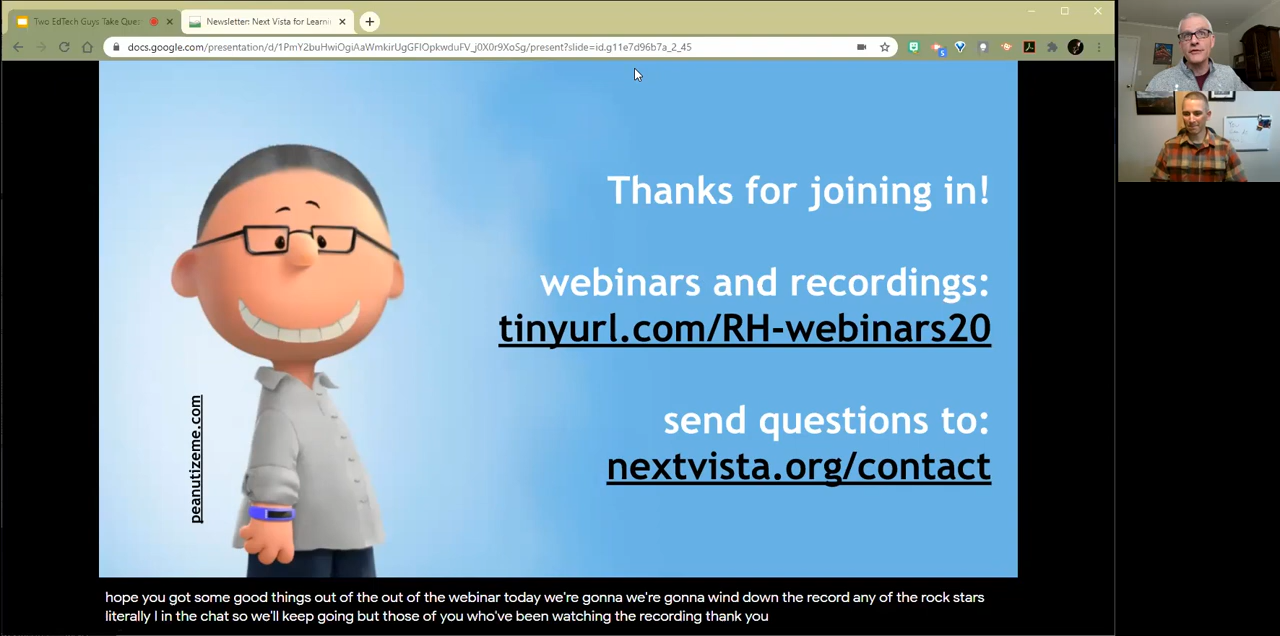 Two EdTech Guys Take Ques
Newsletter: Next Vista for Learni
docs.google.com/presentation/d/1PmY2buHwiOgiAaWmkirUgGFIOpkwduFV_j0X0r9XoSg/present?slide=id.g11e7d96b7a_2_45
Thanks for joining in!
webinars and recordings:
tinyurl.com/RH-webinars20
send questions to:
nextvista.org/contact
peanutizeme.com
hope you got some good things out of the out of the webinar today we're gonna we're gonna wind down the record any of the rock stars
literally I in the chat so we'll keep going but those of you who've been watching the recording thank you